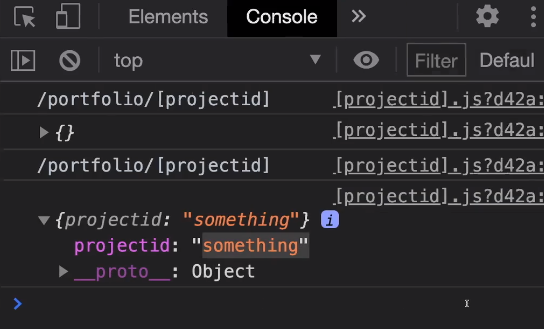 Elements Console »
top ▼ Filter Defaul
/portfolio/[projectid] [projectid].js?d42a:
▶ {} [projectid].js?d42a:
/portfolio/[projectid] [projectid].js?d42a:
[projectid].js?d42a:
▼ {projectid: "something"} i
projectid: "something"
▶ __proto__: Object
>